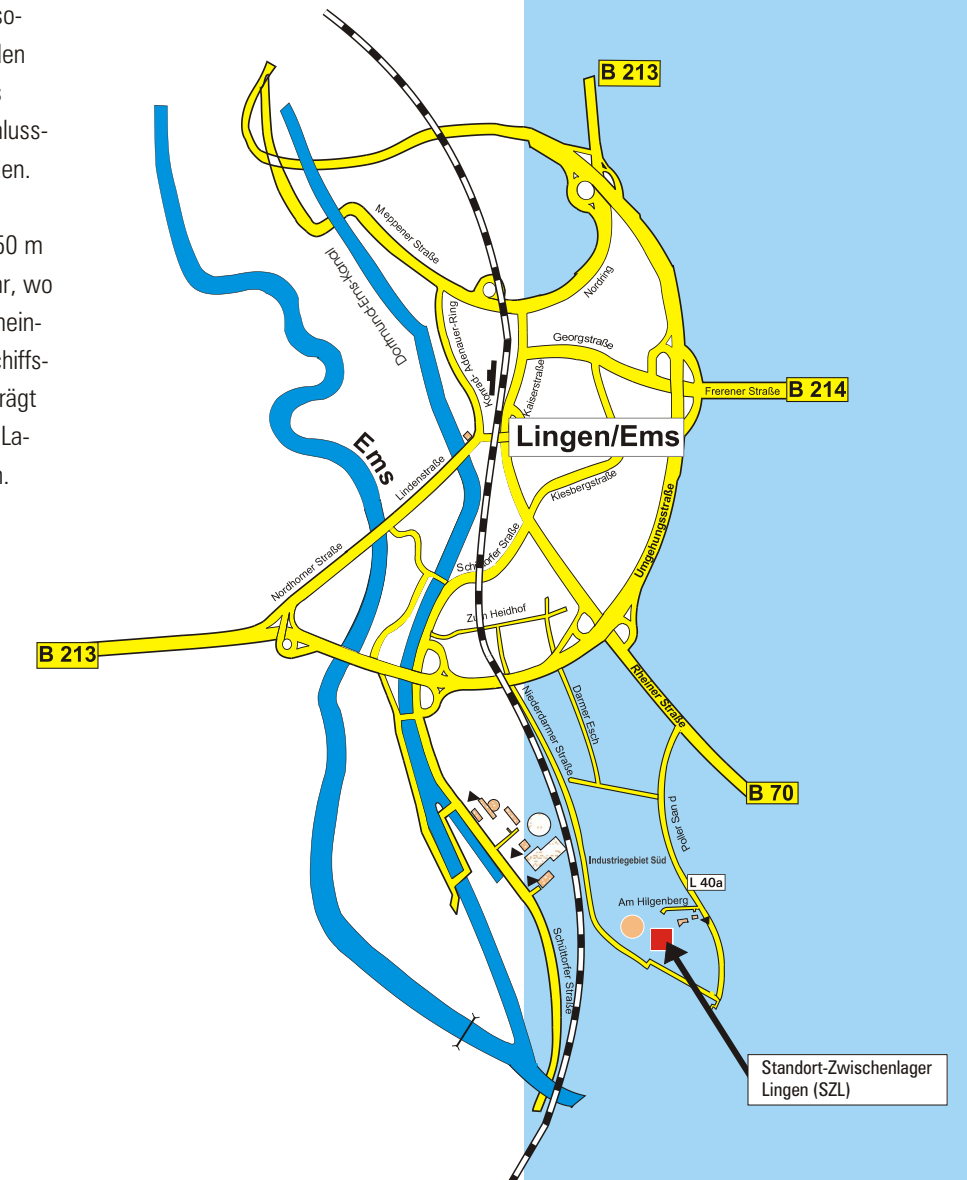 so-
len
s
luss-
en.
50 m
r, wo
nein-
chiffs-
rägt
La-
n.
B 213
Meppener Straße
Dortmund-Ems-Kanal
Nordring
Konrad-Adenauer-Ring
Georgstraße
Kaiserstraße
Frerener Straße
B 214
Lingen/Ems
Ems
Lindenstraße
Kiesbergstraße
Umgehungsstraße
Nordhorner Straße
Schüttorfer Straße
Zum Heidhof
B 213
Rheiner Straße
Niederdarmer Straße
Darmer Esch
B 70
Poller Sand
Industriegebiet Süd
L 40a
Am Hilgenberg
Schüttorfer Straße
Standort-Zwischenlager
Lingen (SZL)